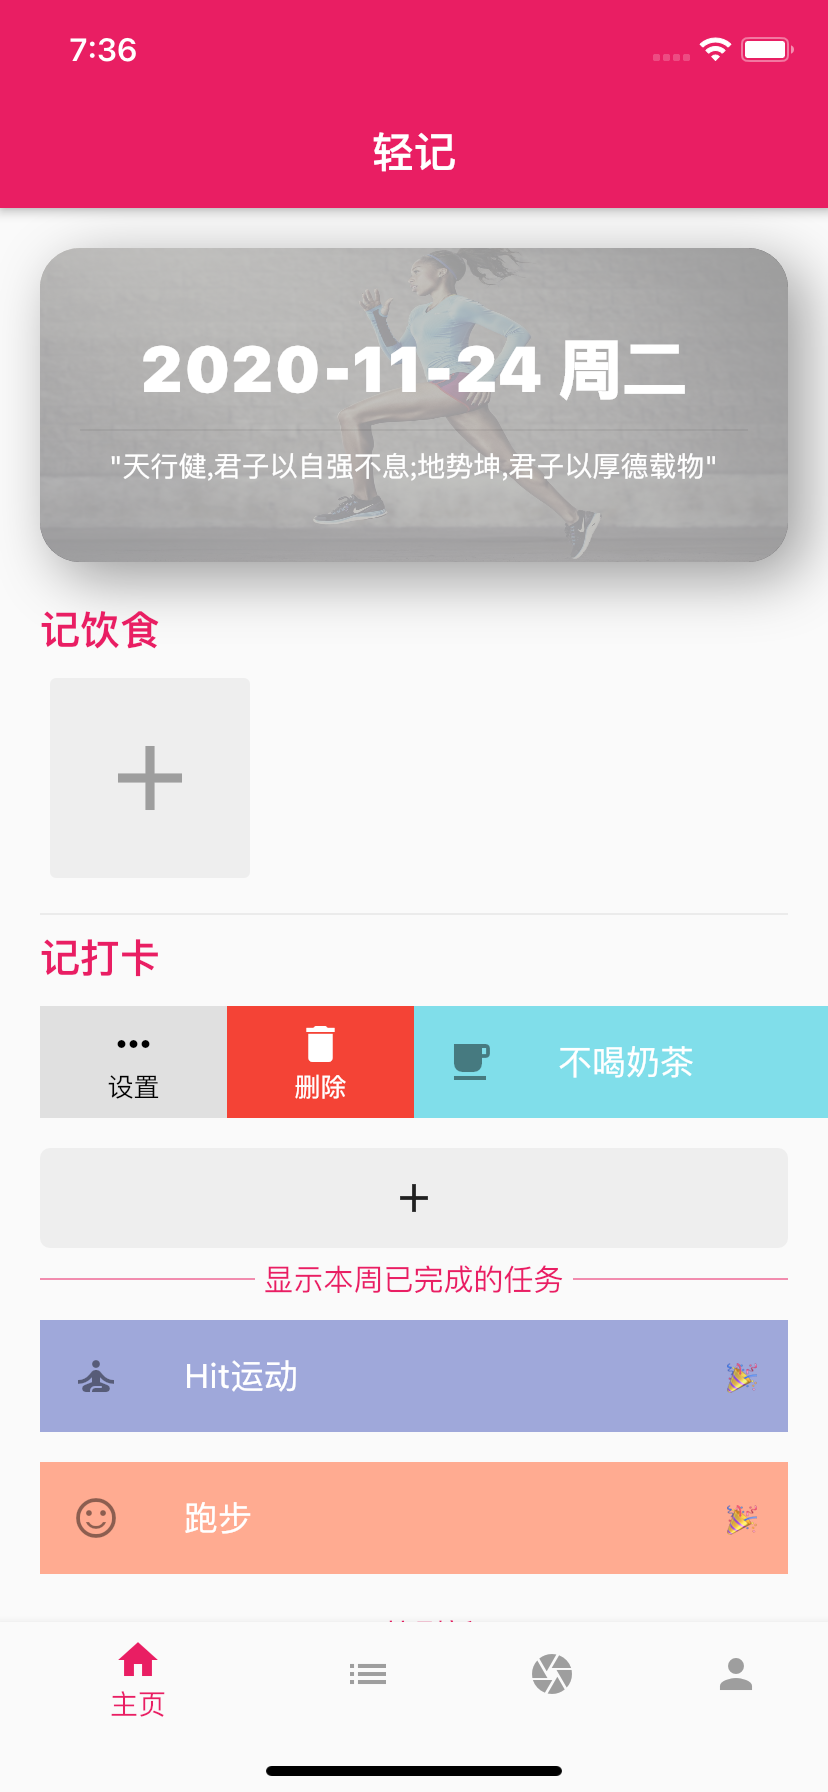 7:36
轻记
2020-11-24 周二
"天行健,君子以自强不息;地势坤,君子以厚德载物"
记饮食
记打卡
设置
删除
不喝奶茶
显示本周已完成的任务
Hit运动
跑步
主页